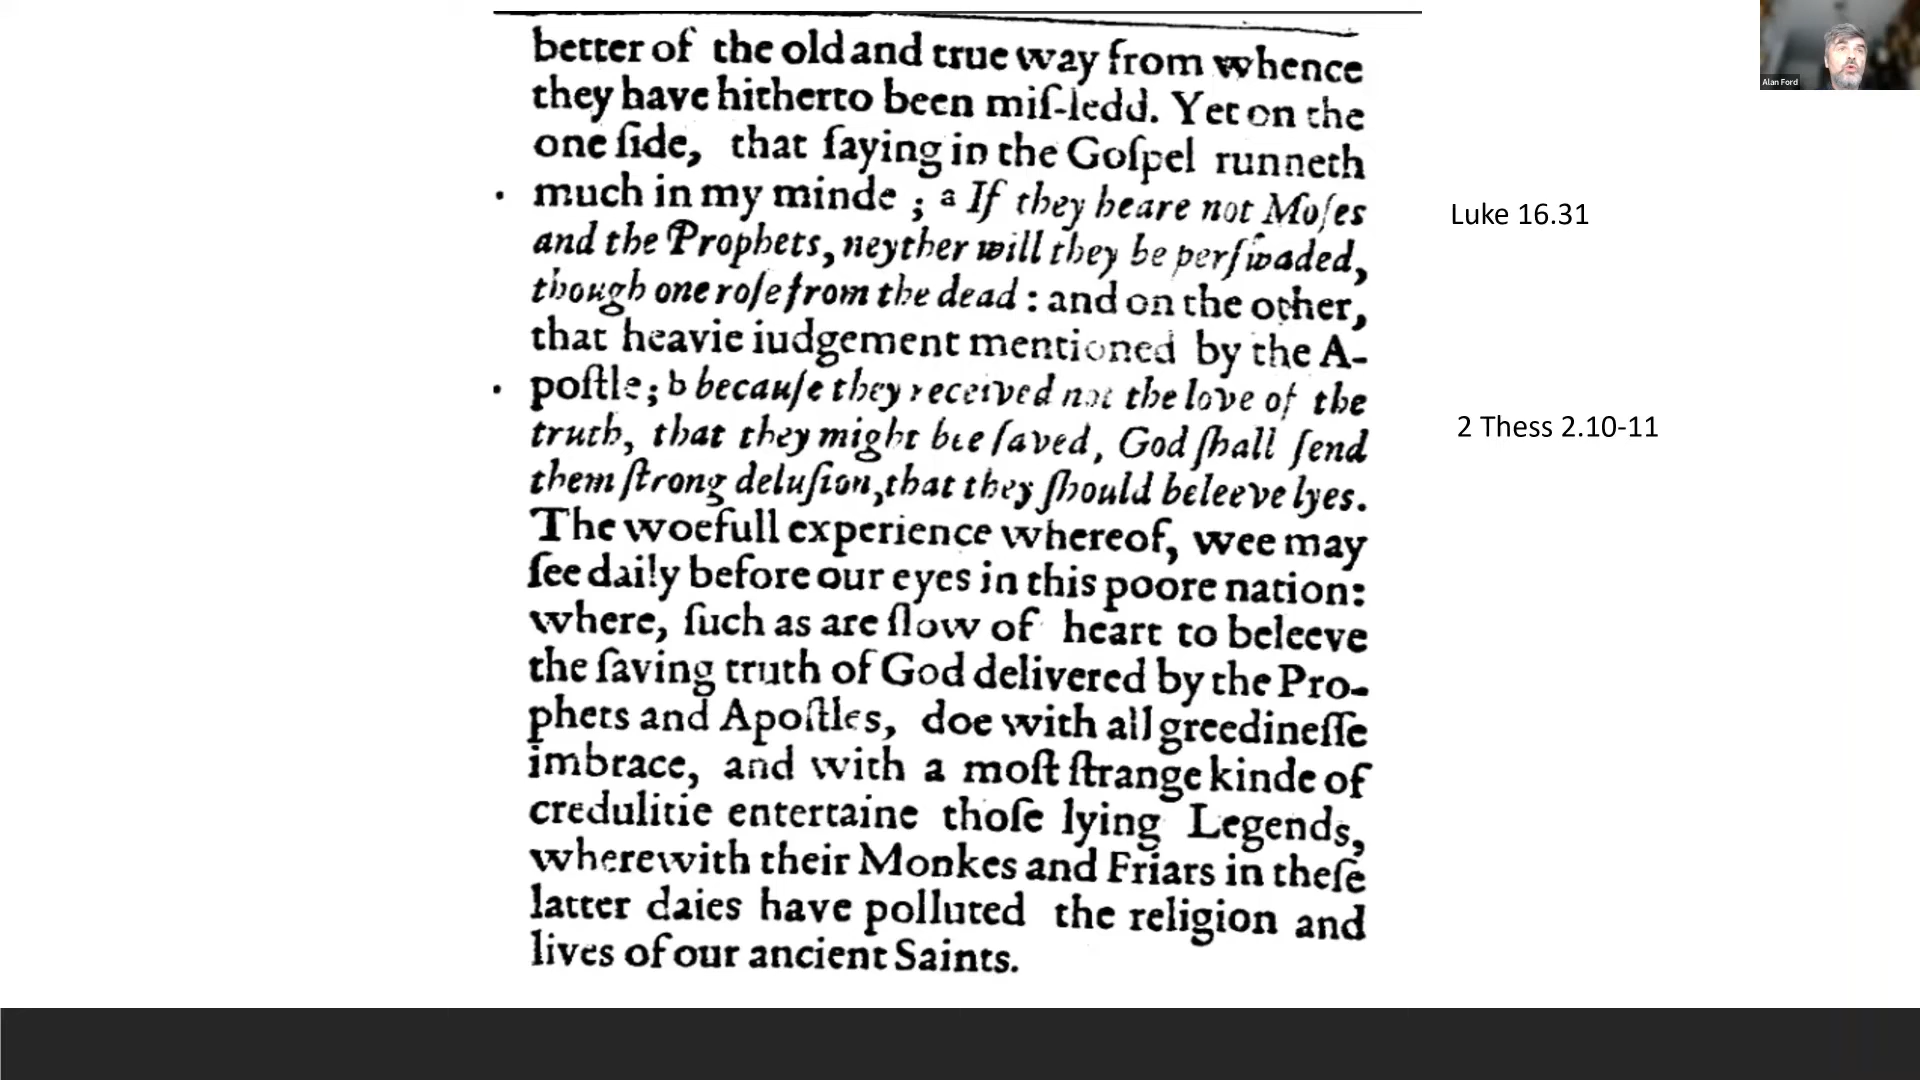 better of the old and true way from whence
they have hitherto been miſ-ledd. Yet on the
one ſide, that ſaying in the Goſpel runneth
much in my minde ; a If they heare not Moſes
and the Prophets, neyther will they be perſwaded,
though one roſe from the dead : and on the other,
that heavie iudgement mentioned by the A-
poſtle; b becauſe they received not the love of the
truth, that they might bee ſaved, God ſhall ſend
them ſtrong deluſion, that they ſhould beleeve lyes.
The woefull experience whereof, wee may
ſee daily before our eyes in this poore nation:
where, ſuch as are ſlow of heart to beleeve
the ſaving truth of God delivered by the Pro-
phets and Apoſtles, doe with all greedineſſe
imbrace, and with a moſt ſtrange kinde of
credulitie entertaine thoſe lying Legends,
wherewith their Monkes and Friars in theſe
latter daies have polluted the religion and
lives of our ancient Saints.
Luke 16.31
2 Thess 2.10-11
Alan Ford